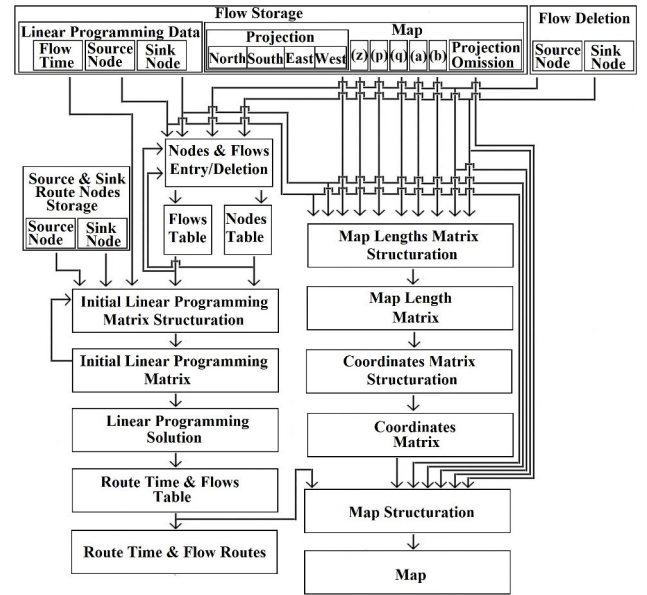 Flow Storage
Flow Deletion
Linear Programming Data
Map
Projection
Flow
Time
Source
Node
Sink
Node
North
South
East
West
(z)
(p)
(q)
(a)
(b)
Projection
Omission
Source
Node
Sink
Node
Nodes & Flows
Entry/Deletion
Source & Sink
Route Nodes
Storage
Source
Node
Sink
Node
Flows
Table
Nodes
Table
Map Lengths Matrix
Structuration
Initial Linear Programming
Matrix Structuration
Map Length
Matrix
Initial Linear Programming
Matrix
Coordinates Matrix
Structuration
Linear Programming
Solution
Coordinates
Matrix
Route Time & Flows
Table
Map Structuration
Route Time & Flow Routes
Map